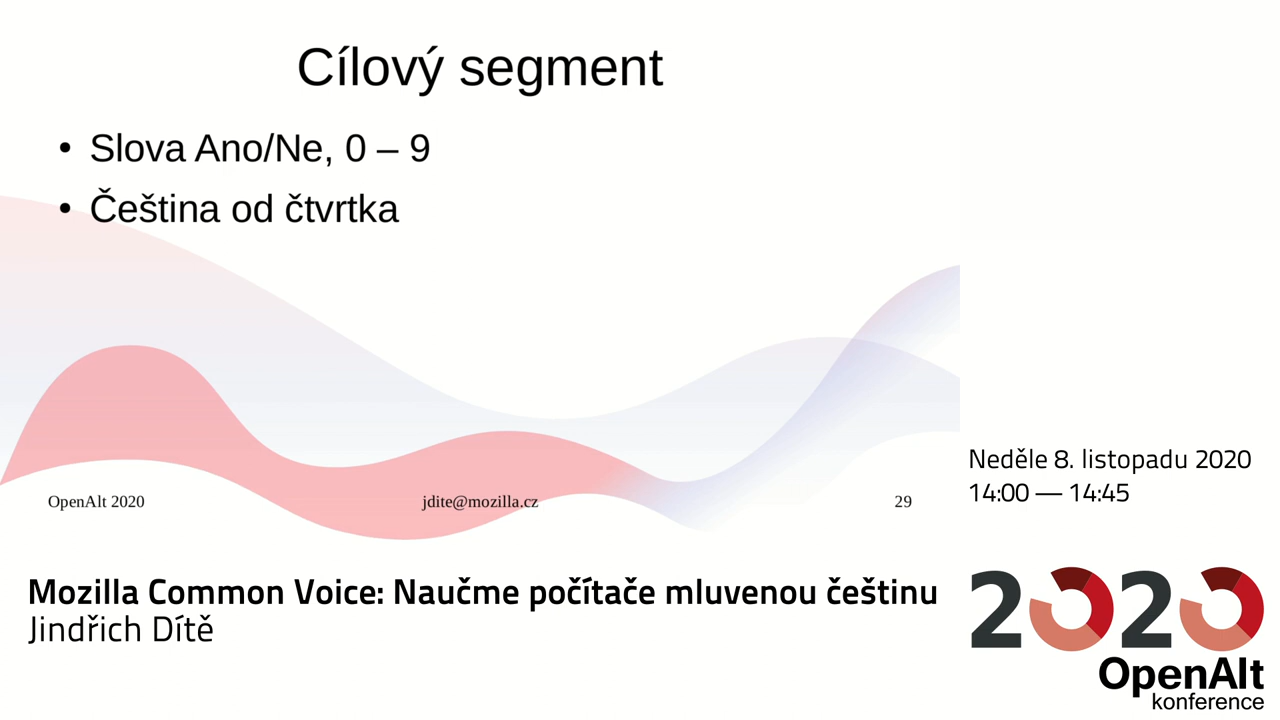 Cílový segment
• Slova Ano/Ne, 0 – 9
• Čeština od čtvrtka
OpenAlt 2020
jdite@mozilla.cz
29
Neděle 8. listopadu 2020
14:00 — 14:45
Mozilla Common Voice: Naučme počítače mluvenou češtinu
Jindřich Dítě
2020
OpenAlt
konference